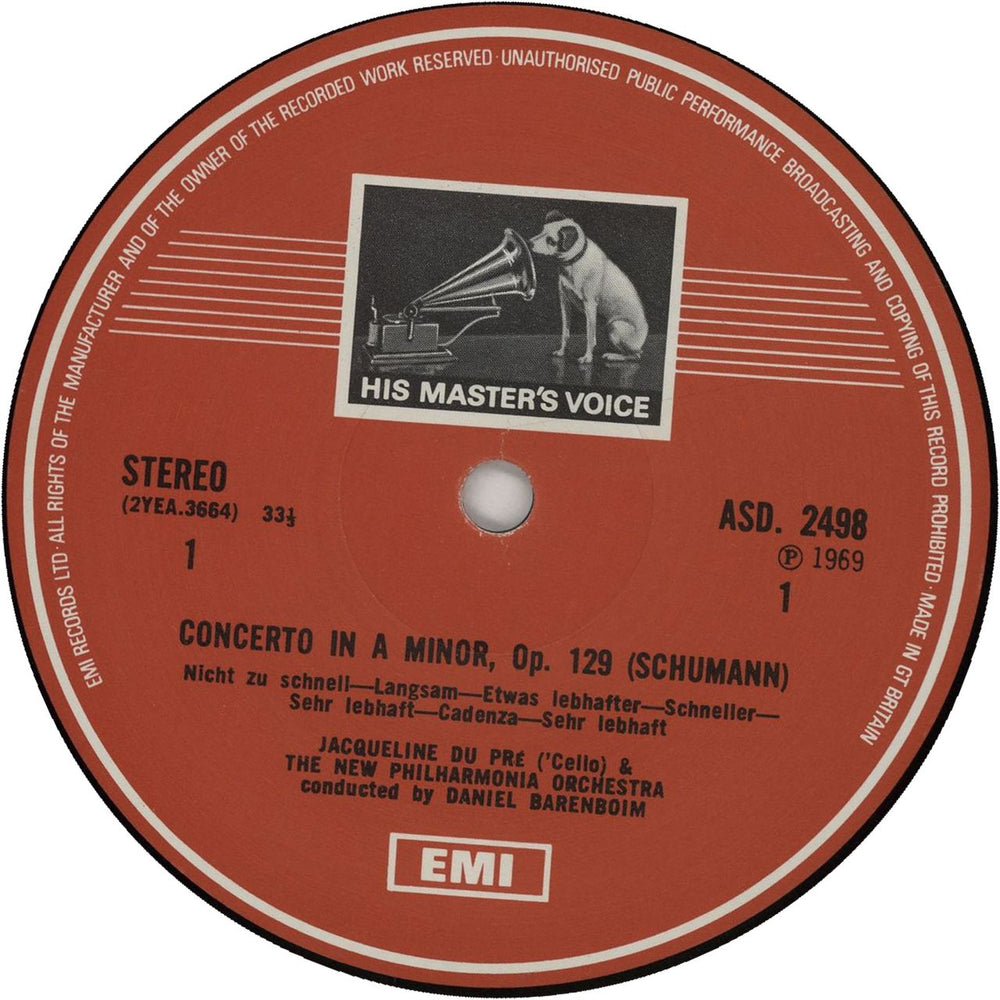 EMI RECORDS LTD · ALL RIGHTS OF THE MANUFACTURER AND OF THE OWNER OF THE RECORDED WORK RESERVED · UNAUTHORISED PUBLIC PERFORMANCE BROADCASTING AND COPYING OF THIS RECORD PROHIBITED · MADE IN GT BRITAIN
HIS MASTER'S VOICE
STEREO
(2YEA.3664) 33⅓
1
ASD. 2498
Ⓟ 1969
1
CONCERTO IN A MINOR, Op. 129 (SCHUMANN)
Nicht zu schnell—Langsam—Etwas lebhafter—Schneller—
Sehr lebhaft—Cadenza—Sehr lebhaft
JACQUELINE DU PRÉ ('Cello) &
THE NEW PHILHARMONIA ORCHESTRA
conducted by DANIEL BARENBOIM
EMI